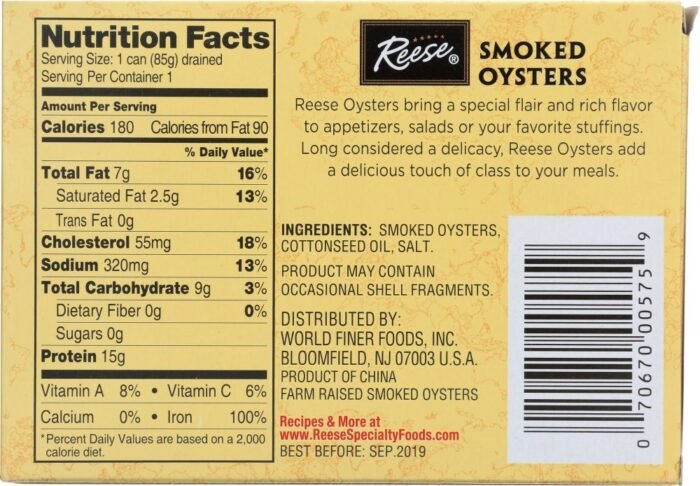 Nutrition Facts
Serving Size: 1 can (85g) drained
Serving Per Container 1
Amount Per Serving
Calories 180 Calories from Fat 90
% Daily Value*
Total Fat 7g 16%
Saturated Fat 2.5g 13%
Trans Fat 0g
Cholesterol 55mg 18%
Sodium 320mg 13%
Total Carbohydrate 9g 3%
Dietary Fiber 0g 0%
Sugars 0g
Protein 15g
Vitamin A 8% • Vitamin C 6%
Calcium 0% • Iron 100%
*Percent Daily Values are based on a 2,000
calorie diet.
Reese®
SMOKED
OYSTERS
Reese Oysters bring a special flair and rich flavor
to appetizers, salads or your favorite stuffings.
Long considered a delicacy, Reese Oysters add
a delicious touch of class to your meals.
INGREDIENTS: SMOKED OYSTERS,
COTTONSEED OIL, SALT.
PRODUCT MAY CONTAIN
OCCASIONAL SHELL FRAGMENTS.
DISTRIBUTED BY:
WORLD FINER FOODS, INC.
BLOOMFIELD, NJ 07003 U.S.A.
PRODUCT OF CHINA
FARM RAISED SMOKED OYSTERS
Recipes & More at
www.ReeseSpecialtyFoods.com
BEST BEFORE: SEP.2019
0 70670 00575 9